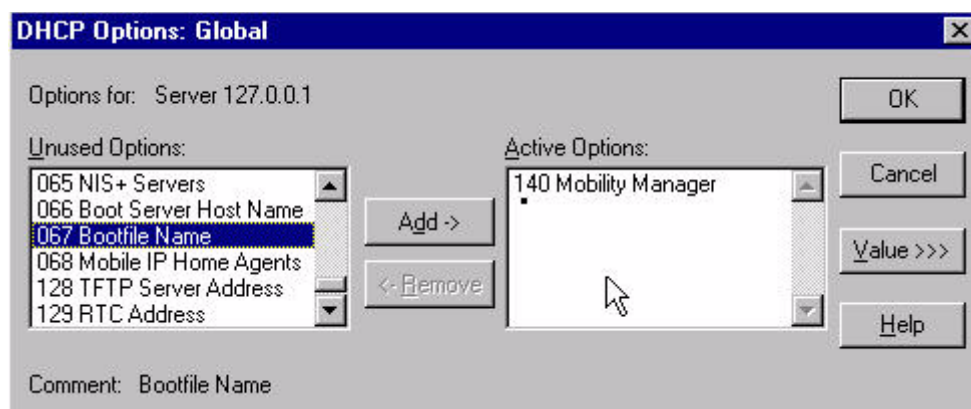 DHCP Options: Global
Options for: Server 127.0.0.1
OK
Unused Options:
Active Options:
065 NIS+ Servers
066 Boot Server Host Name
067 Bootfile Name
068 Mobile IP Home Agents
128 TFTP Server Address
129 RTC Address
Add ->
<- Remove
140 Mobility Manager
Cancel
Value >>>
Help
Comment: Bootfile Name